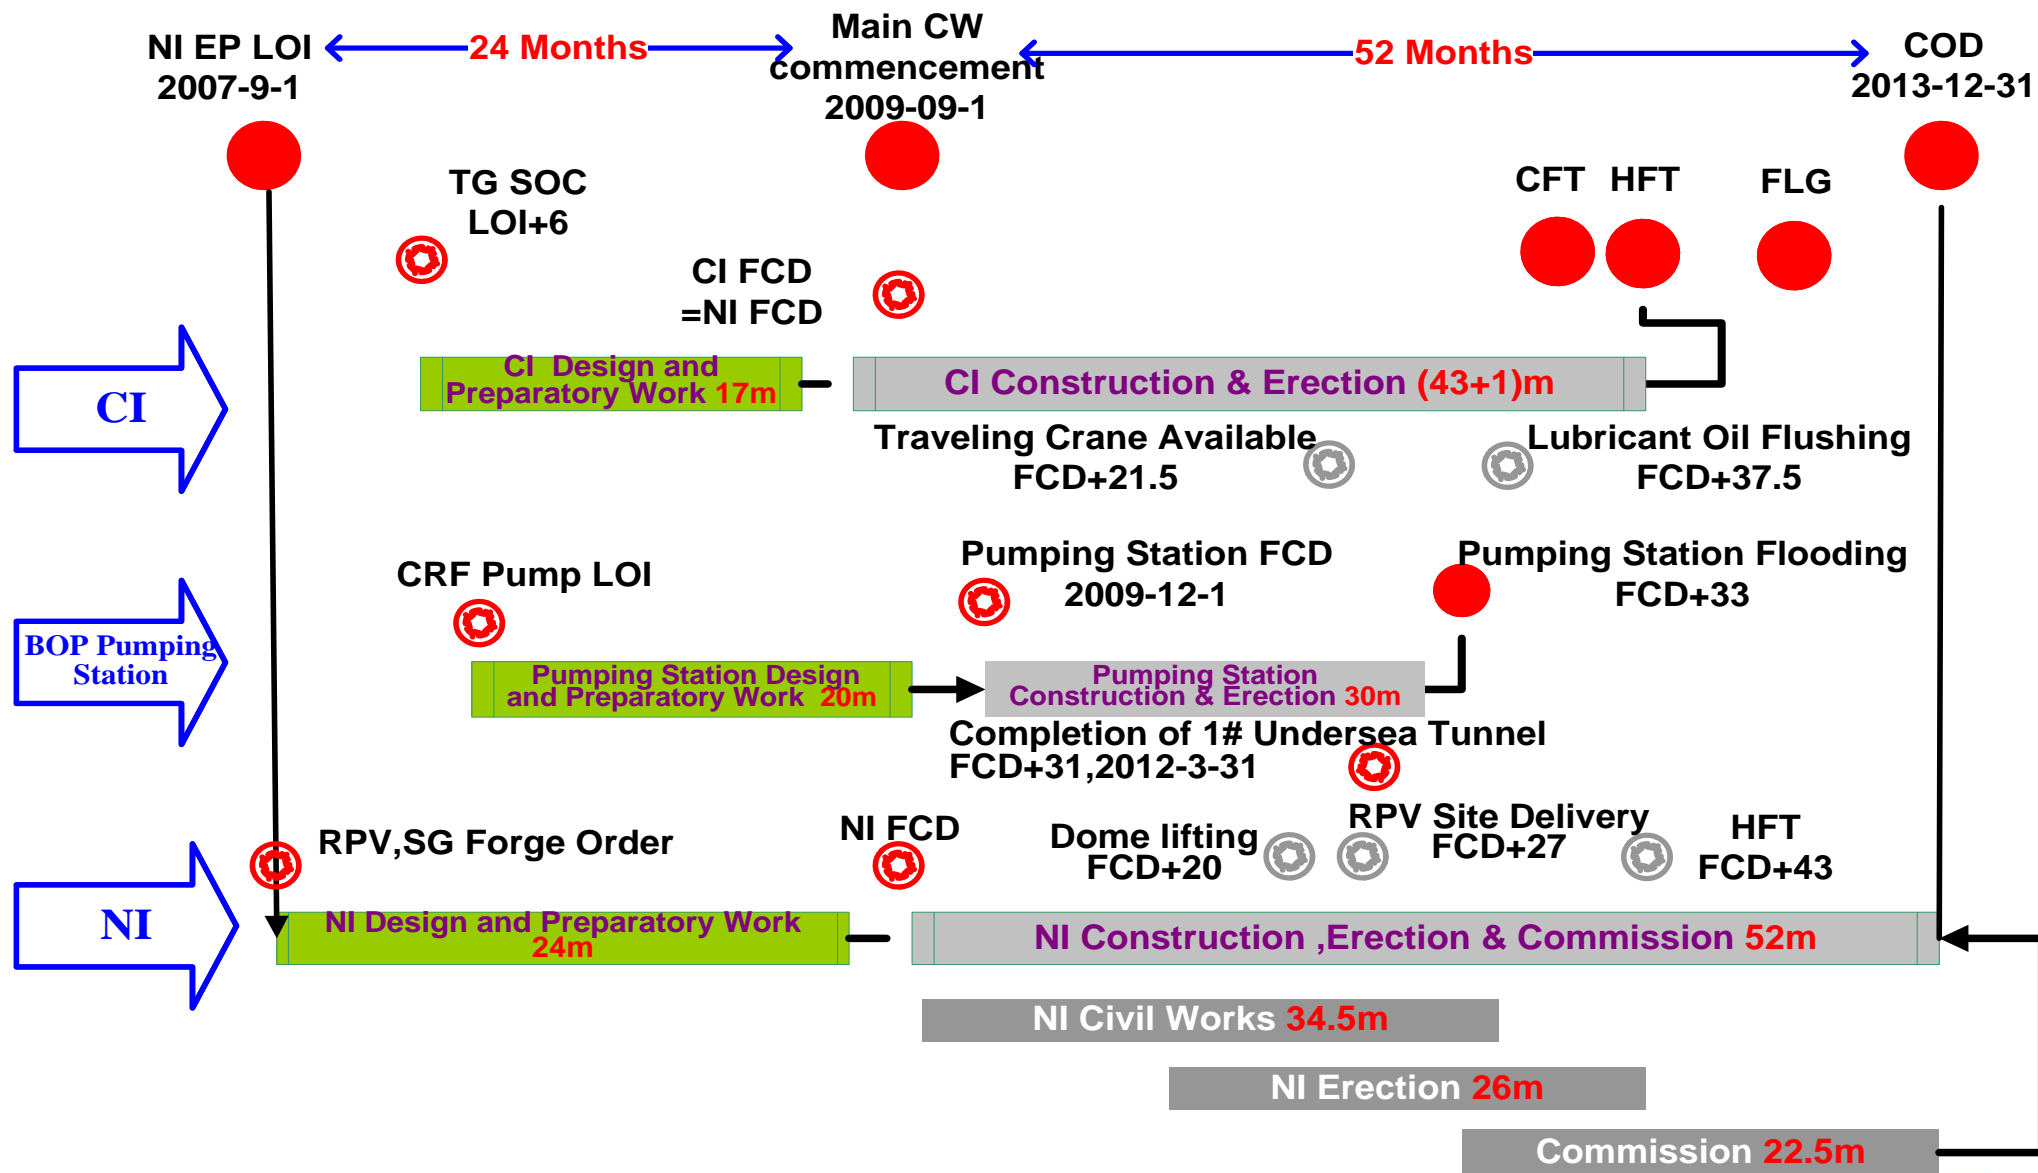 NI EP LOI
2007-9-1
24 Months
Main CW
commencement
2009-09-1
52 Months
COD
2013-12-31
TG SOC
LOI+6
CFT
HFT
FLG
CI FCD
=NI FCD
CI
CI Design and
Preparatory Work 17m
CI Construction & Erection (43+1)m
Traveling Crane Available
FCD+21.5
Lubricant Oil Flushing
FCD+37.5
CRF Pump LOI
Pumping Station FCD
2009-12-1
Pumping Station Flooding
FCD+33
BOP Pumping
Station
Pumping Station Design
and Preparatory Work 20m
Pumping Station
Construction & Erection 30m
Completion of 1# Undersea Tunnel
FCD+31,2012-3-31
RPV,SG Forge Order
NI FCD
Dome lifting
FCD+20
RPV Site Delivery
FCD+27
HFT
FCD+43
NI
NI Design and Preparatory Work
24m
NI Construction ,Erection & Commission 52m
NI Civil Works 34.5m
NI Erection 26m
Commission 22.5m